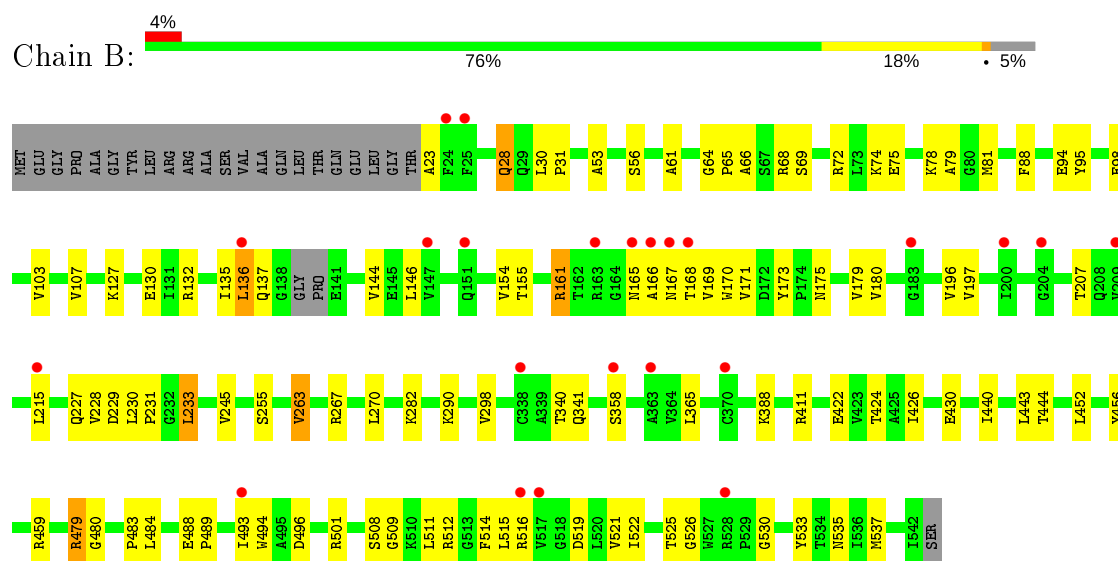 4%
Chain B:
76% 18% • 5%
MET GLU GLY PRO ALA GLY TYR LEU ARG ARG ALA SER VAL ALA GLN LEU THR GLN GLU LEU GLY THR A23 F24 F25 Q28 Q29 L30 P31 A53 S56 A61 G64 P65 A66 S67 R68 S69 R72 L73 K74 E75 K78 A79 G80 M81 F88 E94 Y95
V103 V107 K127 E130 I131 R132 I135 L136 Q137 G138 GLY PRO E141 V144 E145 L146 V147 Q151 V154 T155 R161 T162 R163 G164 N165 A166 N167 T168 V169 W170 V171 D172 Y173 P174 N175 V179 V180 G183 V196 V197 I200 G204 T207 Q208
L215 Q227 V228 D229 L230 P231 G232 L233 V245 S255 V263 R267 L270 K282 K290 V298 C338 A339 T340 Q341 S358 A363 V364 L365 C370 K388 R411 E422 V423 T424 A425 I426 E430 I440 L443 T444 L452 Y456
R459 R479 G480 P483 L484 E488 P489 I493 W494 A495 D496 R501 S508 G509 K510 L511 R512 G513 F514 L515 R516 V517 G518 D519 L520 V521 I522 T525 G526 W527 R528 P529 G530 Y533 T534 N535 I536 M537 I542 SER